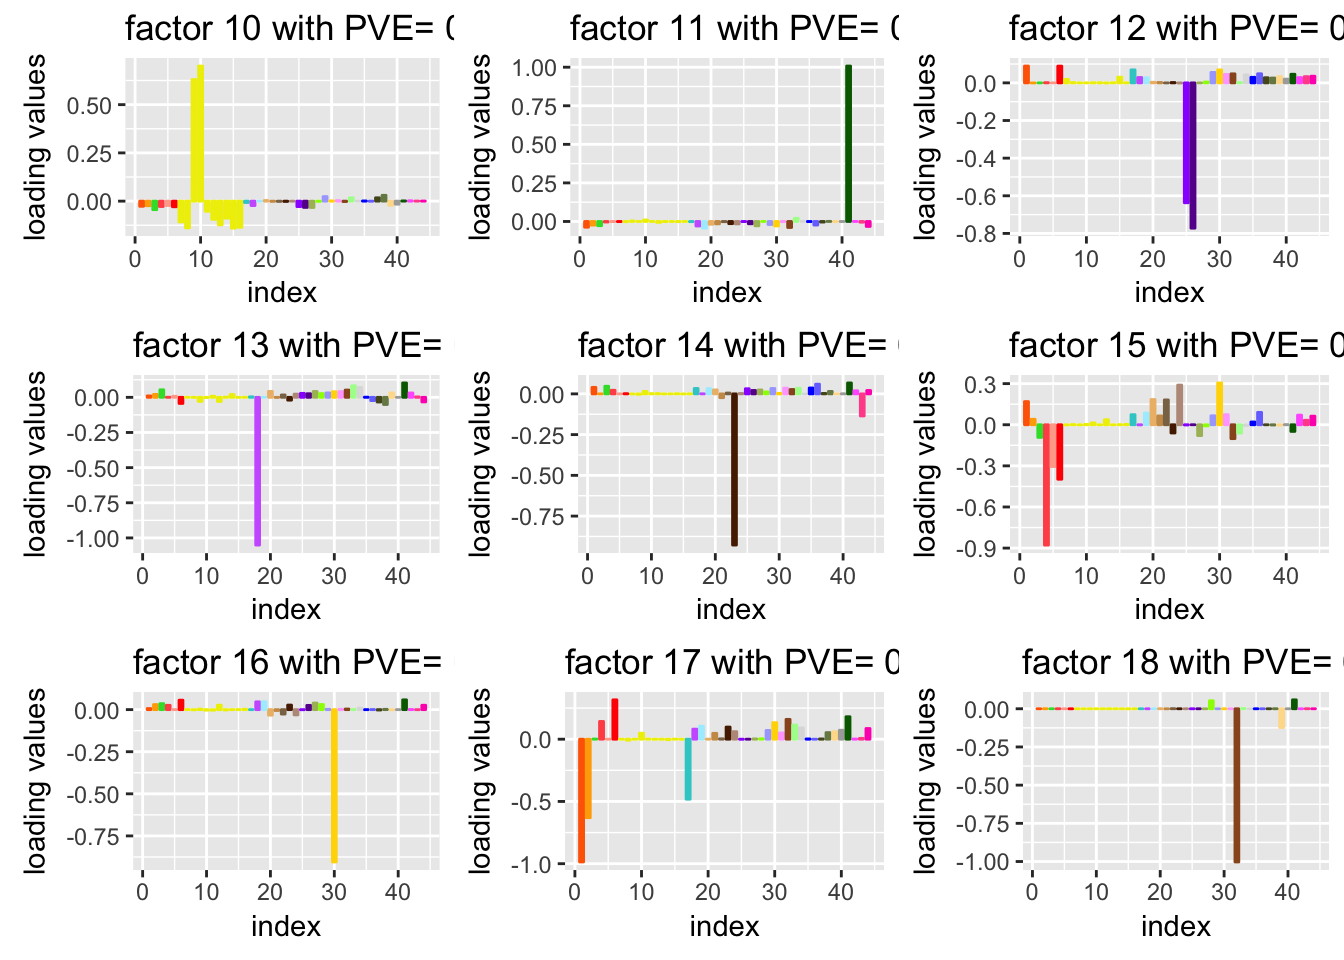 factor 10 with PVE= 0
loading values
0.50
0.25
0.00
0 10 20 30 40
index
factor 11 with PVE= 0
loading values
1.00
0.75
0.50
0.25
0.00
0 10 20 30 40
index
factor 12 with PVE= 0
loading values
0.0
-0.2
-0.4
-0.6
-0.8
0 10 20 30 40
index
factor 13 with PVE=
loading values
0.00
-0.25
-0.50
-0.75
-1.00
0 10 20 30 40
index
factor 14 with PVE=
loading values
0.00
-0.25
-0.50
-0.75
0 10 20 30 40
index
factor 15 with PVE= 0
loading values
0.3
0.0
-0.3
-0.6
-0.9
0 10 20 30 40
index
factor 16 with PVE=
loading values
0.00
-0.25
-0.50
-0.75
0 10 20 30 40
index
factor 17 with PVE= 0
loading values
0.0
-0.5
-1.0
0 10 20 30 40
index
factor 18 with PVE=
loading values
0.00
-0.25
-0.50
-0.75
-1.00
0 10 20 30 40
index